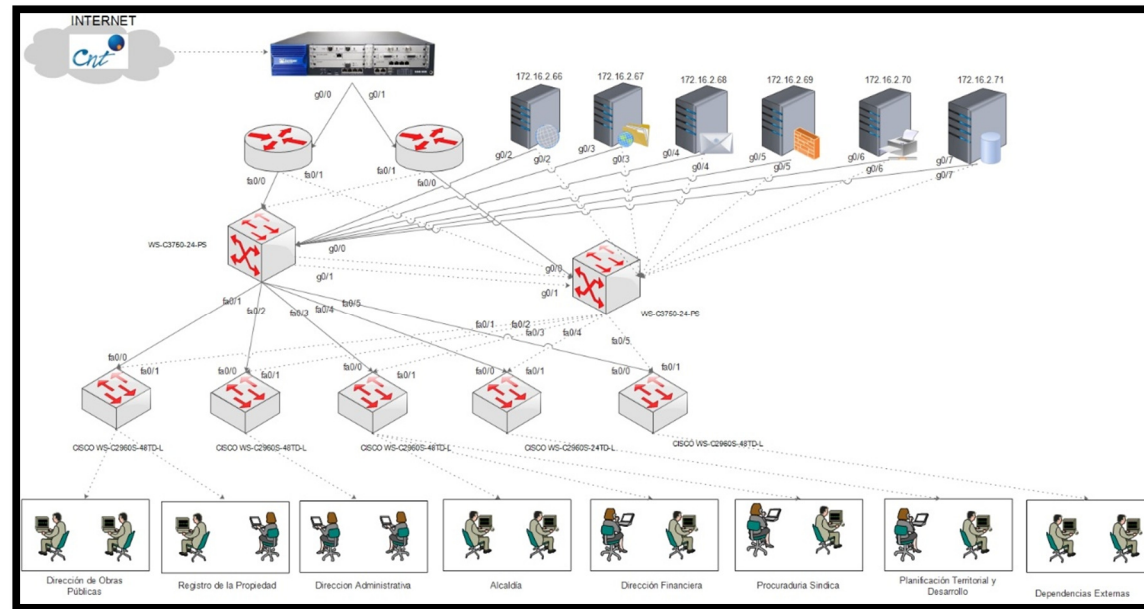 INTERNET
Cnt
172.16.2.66
172.16.2.67
172.16.2.68
172.16.2.69
172.16.2.70
172.16.2.71
g0/0
g0/1
g0/2
g0/2
g0/3
g0/3
g0/4
g0/4
g0/5
g0/5
g0/6
g0/6
g0/7
g0/7
fa0/0
fa0/1
fa0/1
fa0/0
WS-C3750-24-PS
g0/0
g0/1
g0/0
g0/1
WS-C3750-24-PS
fa0/1
fa0/2
fa0/3
fa0/4
fa0/5
fa0/1
fa0/2
fa0/3
fa0/4
fa0/5
fa0/0
fa0/1
fa0/0
fa0/1
fa0/0
fa0/1
fa0/0
fa0/1
fa0/0
fa0/1
CISCO WS-C2960S-48TD-L
CISCO WS-C2960S-48TD-L
CISCO WS-C2960S-48TD-L
CISCO WS-C2960S-24TD-L
CISCO WS-C2960S-48TD-L
Dirección de Obras
Públicas
Registro de la Propiedad
Direccion Administrativa
Alcaldía
Dirección Financiera
Procuraduria Sindica
Planificación Territorial y
Desarrollo
Dependencias Externas